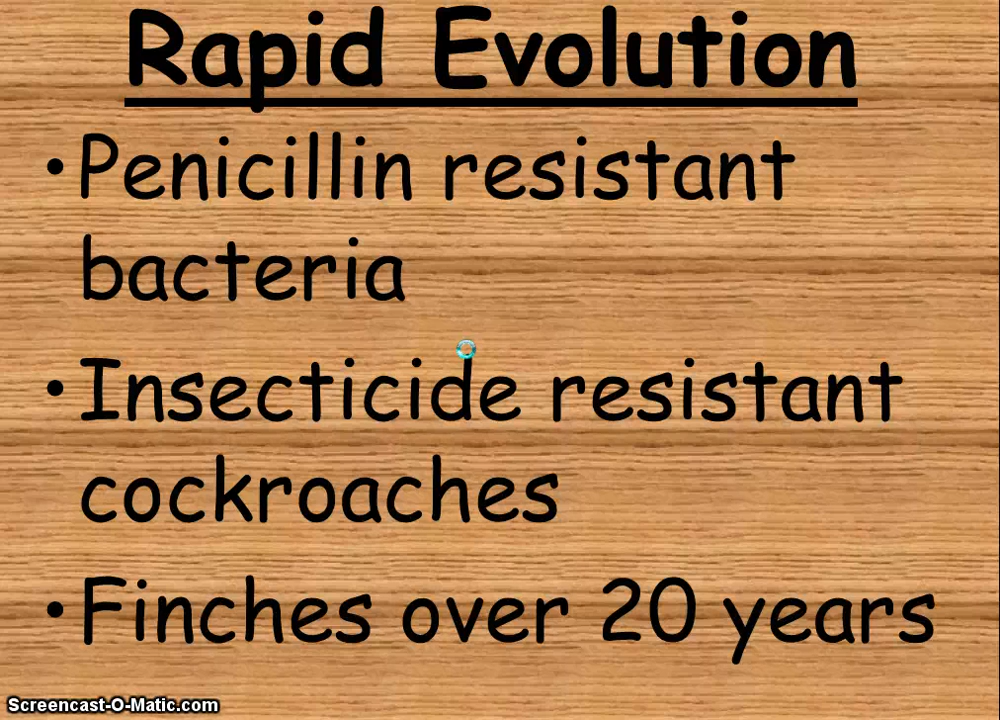 Rapid Evolution
•Penicillin resistant
bacteria
•Insecticide resistant
cockroaches
•Finches over 20 years
Screencast-O-Matic.com